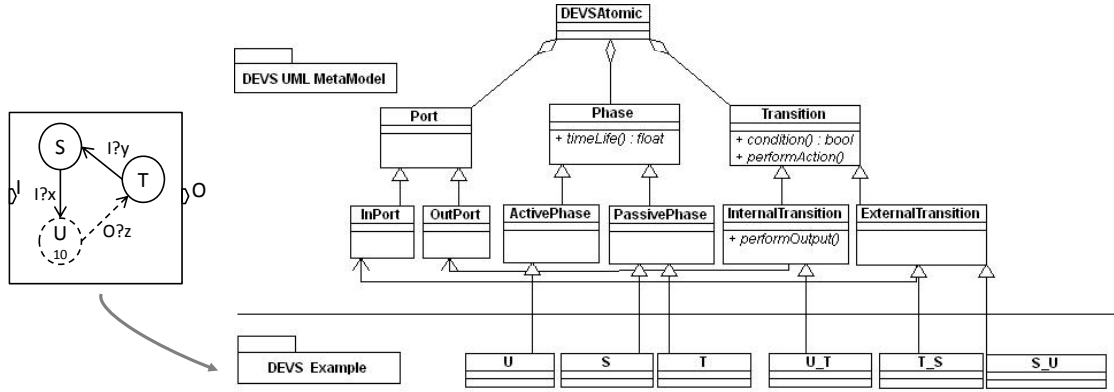 DEVSAtomic
DEVS UML MetaModel
Port
Phase
+ timeLife() : float
Transition
+ condition() : bool
+ performAction()
S
I?y
T
I
I?x
O
U
10
O?z
InPort
OutPort
ActivePhase
PassivePhase
InternalTransition
+ performOutput()
ExternalTransition
DEVS Example
U
S
T
U_T
T_S
S_U